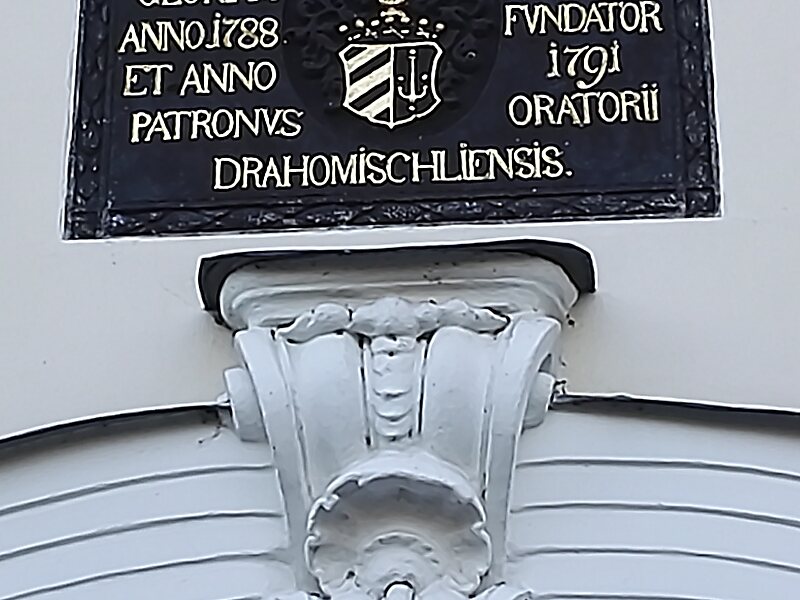 ANNO.1788. FVNDATOR
ET ANNO 1791
PATRONVS ORATORII
DRAHOMISCHLIENSIS.